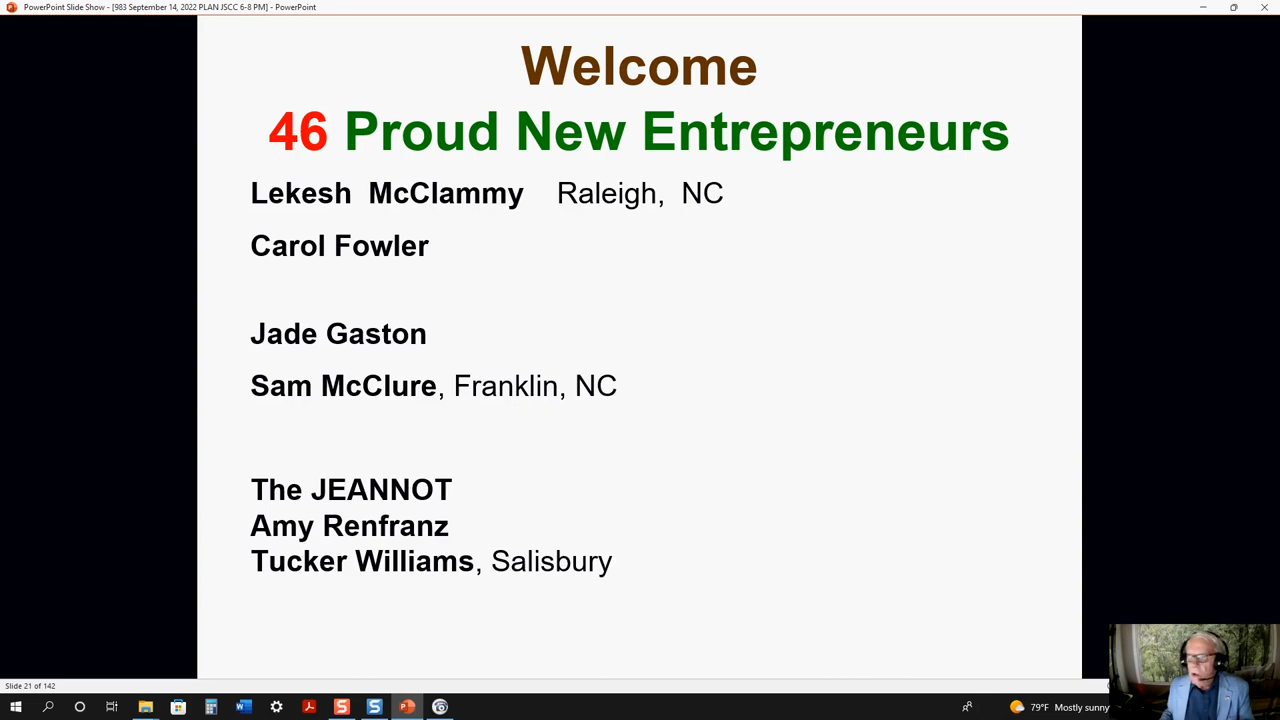 PowerPoint Slide Show - [983 September 14, 2022 PLAN JSCC 6-8 PM] - PowerPoint
Welcome
46 Proud New Entrepreneurs
Lekesh McClammy Raleigh, NC
Carol Fowler
Jade Gaston
Sam McClure, Franklin, NC
The JEANNOT
Amy Renfranz
Tucker Williams, Salisbury
Slide 21 of 142
79°F Mostly sunny